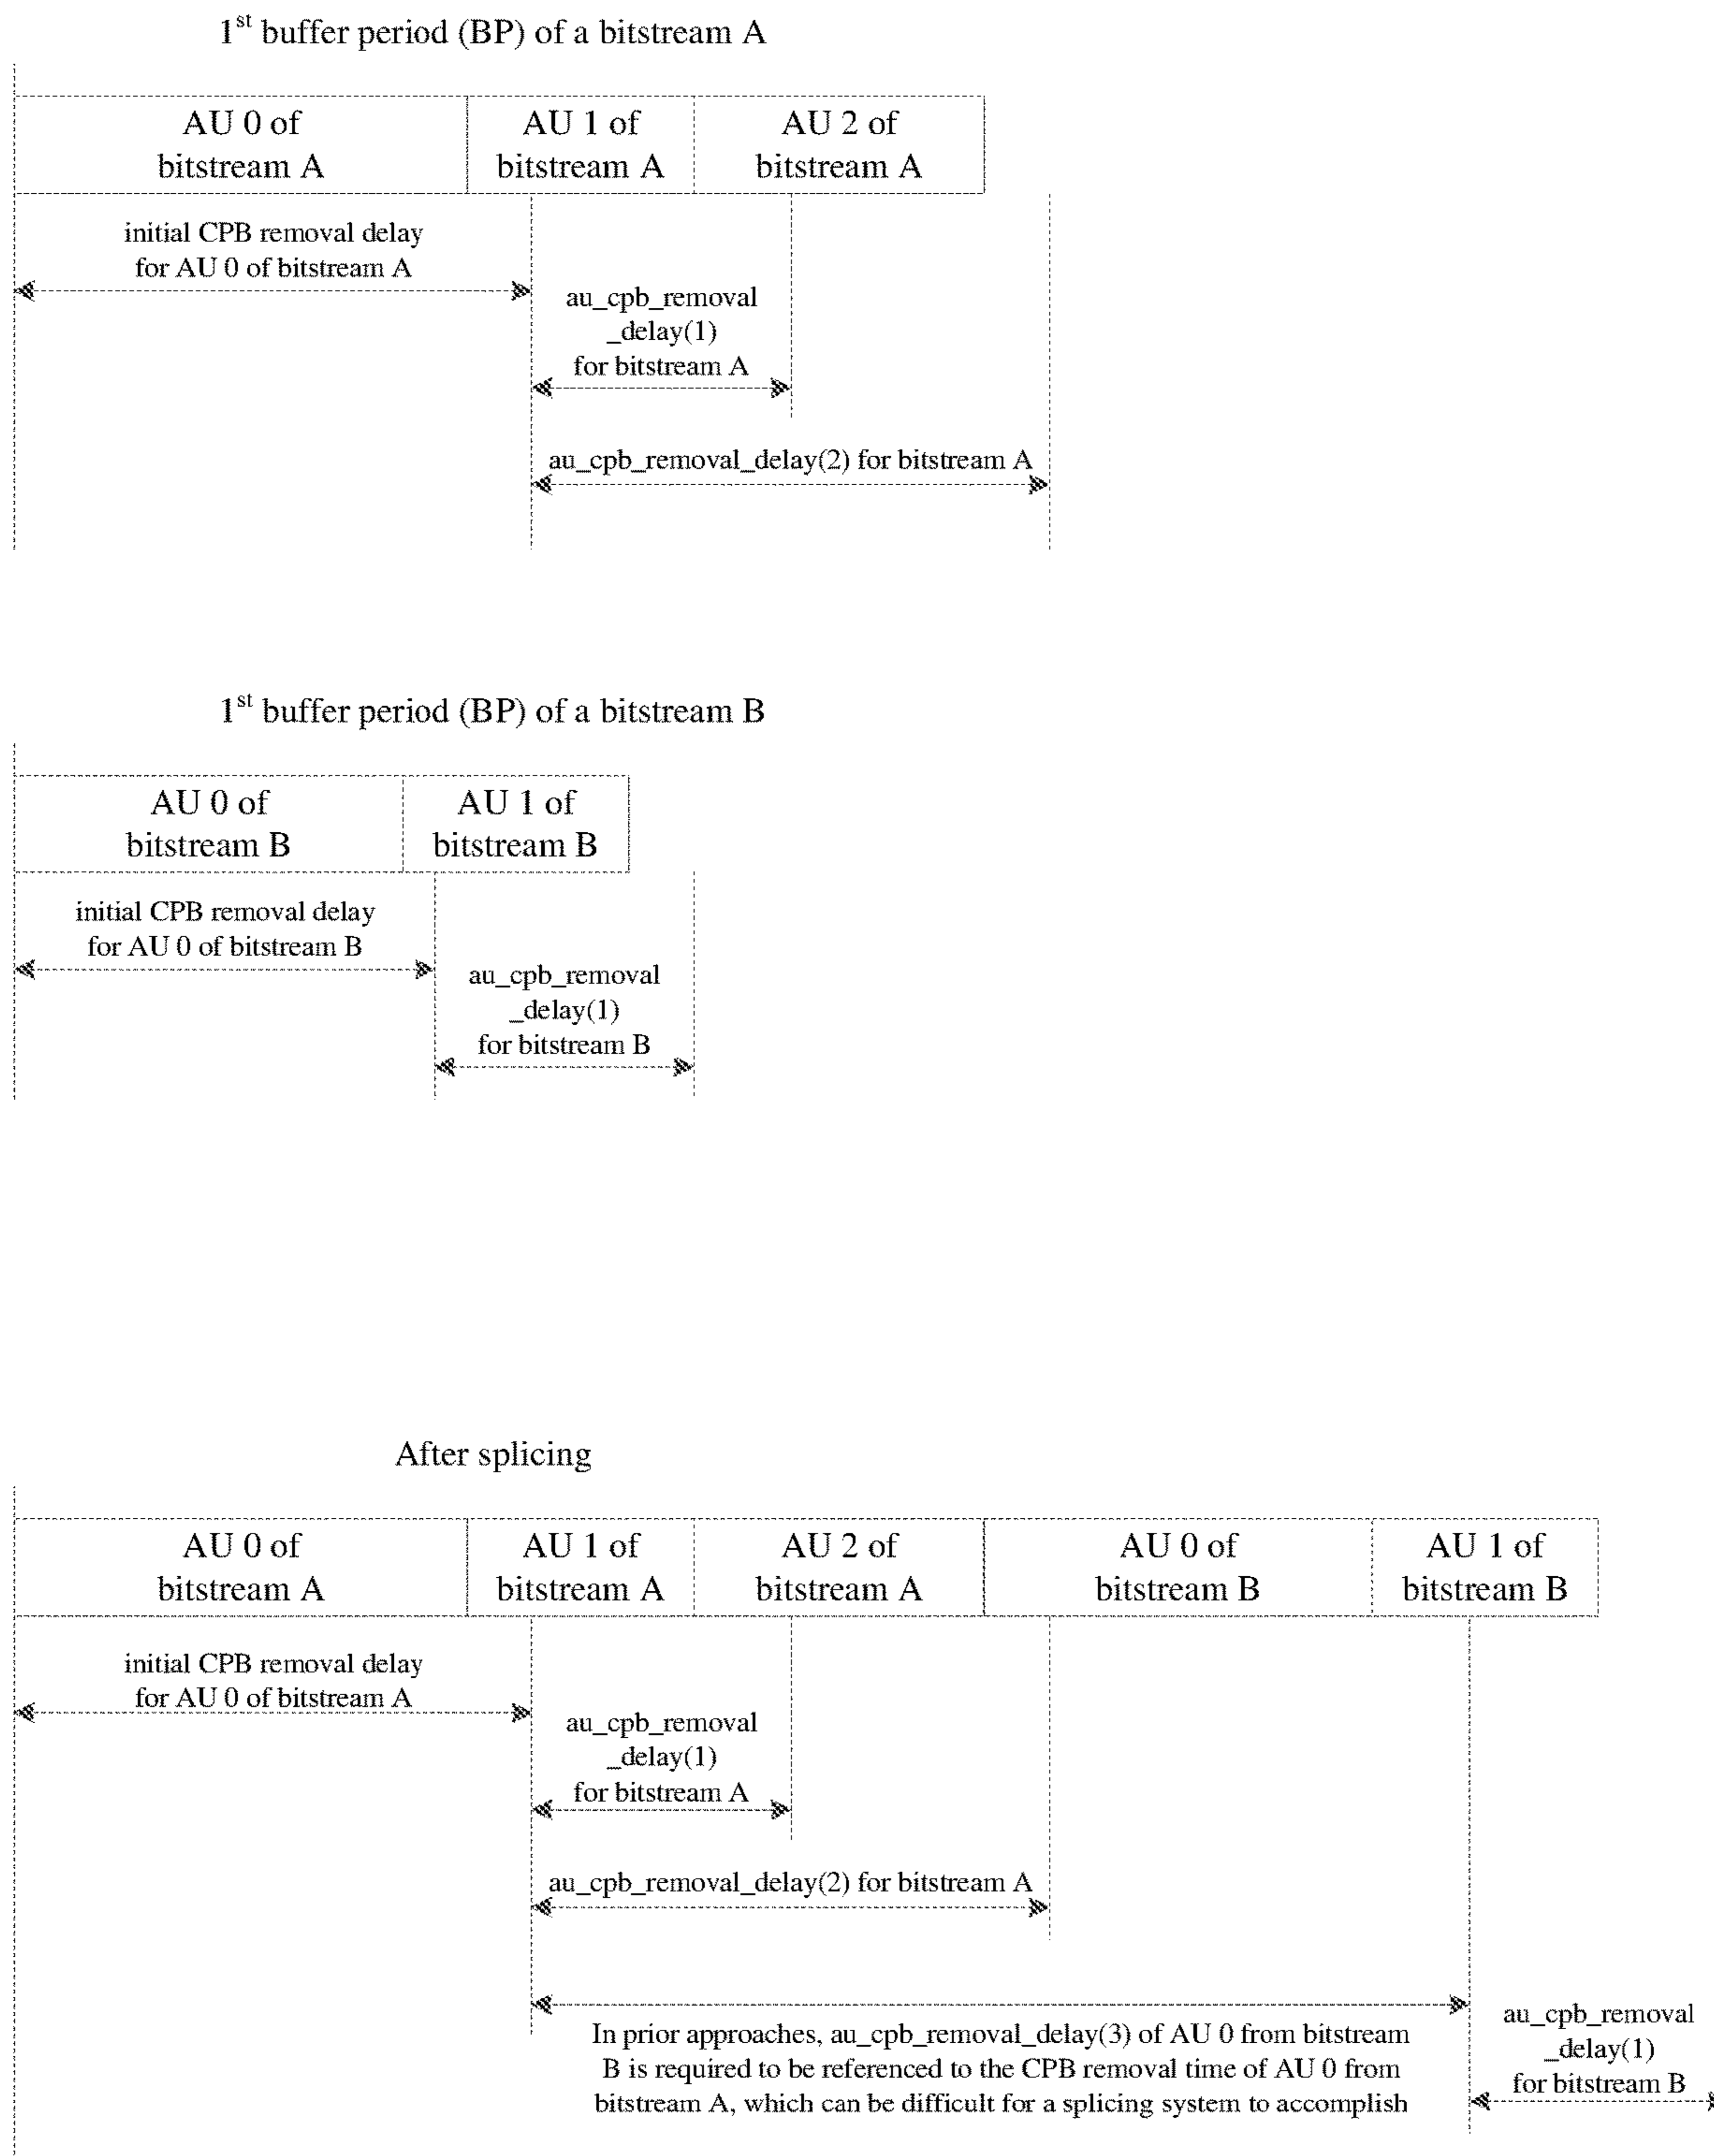 1st buffer period (BP) of a bitstream A
AU 0 of
bitstream A
AU 1 of
bitstream A
AU 2 of
bitstream A
initial CPB removal delay
for AU 0 of bitstream A
au_cpb_removal
_delay(1)
for bitstream A
au_cpb_removal_delay(2) for bitstream A
1st buffer period (BP) of a bitstream B
AU 0 of
bitstream B
AU 1 of
bitstream B
initial CPB removal delay
for AU 0 of bitstream B
au_cpb_removal
_delay(1)
for bitstream B
After splicing
AU 0 of
bitstream A
AU 1 of
bitstream A
AU 2 of
bitstream A
AU 0 of
bitstream B
AU 1 of
bitstream B
initial CPB removal delay
for AU 0 of bitstream A
au_cpb_removal
_delay(1)
for bitstream A
au_cpb_removal_delay(2) for bitstream A
In prior approaches, au_cpb_removal_delay(3) of AU 0 from bitstream
B is required to be referenced to the CPB removal time of AU 0 from
bitstream A, which can be difficult for a splicing system to accomplish
au_cpb_removal
_delay(1)
for bitstream B